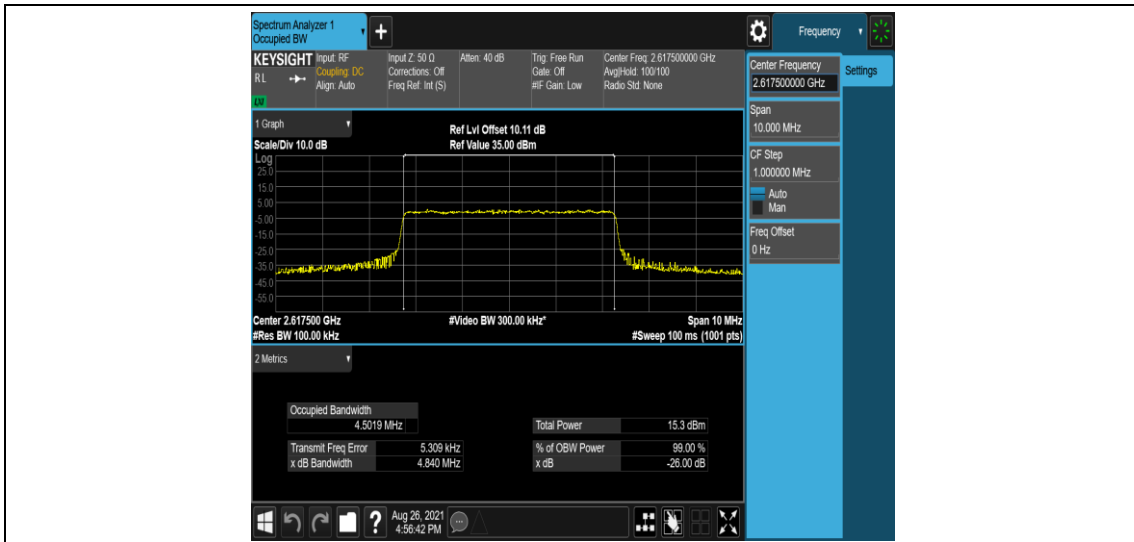 Spectrum Analyzer 1
Occupied BW
+
Frequency
KEYSIGHT
RL
LXI
Input: RF
Coupling: DC
Align: Auto
Input Z: 50 Ω
Corrections: Off
Freq Ref: Int (S)
Atten: 40 dB
Trig: Free Run
Gate: Off
#IF Gain: Low
Center Freq: 2.617500000 GHz
Avg|Hold: 100/100
Radio Std: None
Center Frequency
2.617500000 GHz
Settings
Span
10.000 MHz
CF Step
1.000000 MHz
Auto
Man
Freq Offset
0 Hz
1 Graph
Ref Lvl Offset 10.11 dB
Scale/Div 10.0 dB Ref Value 35.00 dBm
Log
25.0
15.0
5.00
-5.00
-15.0
-25.0
-35.0
-45.0
-55.0
Center 2.617500 GHz #Video BW 300.00 kHz* Span 10 MHz
#Res BW 100.00 kHz #Sweep 100 ms (1001 pts)
2 Metrics
Occupied Bandwidth
4.5019 MHz
Total Power 15.3 dBm
Transmit Freq Error 5.309 kHz
% of OBW Power 99.00 %
x dB Bandwidth 4.840 MHz
x dB -26.00 dB
?
Aug 26, 2021
4:56:42 PM